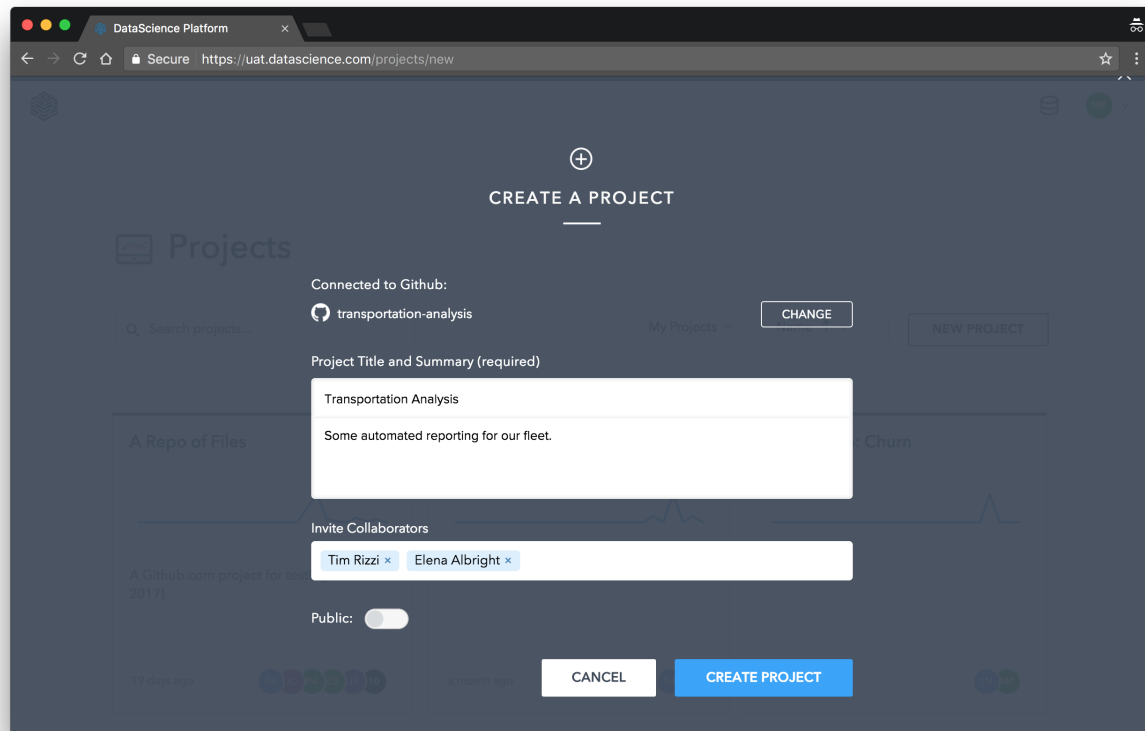 DataScience Platform
Secure https://uat.datascience.com/projects/new
CREATE A PROJECT
Projects
Connected to Github:
transportation-analysis CHANGE
Search projects... My Projects NEW PROJECT
Project Title and Summary (required)
Transportation Analysis
Some automated reporting for our fleet.
A Repo of Files : Churn
Invite Collaborators
Tim Rizzi × Elena Albright ×
A Github.com project for
2017)
Public:
19 days ago a month ago
CANCEL CREATE PROJECT